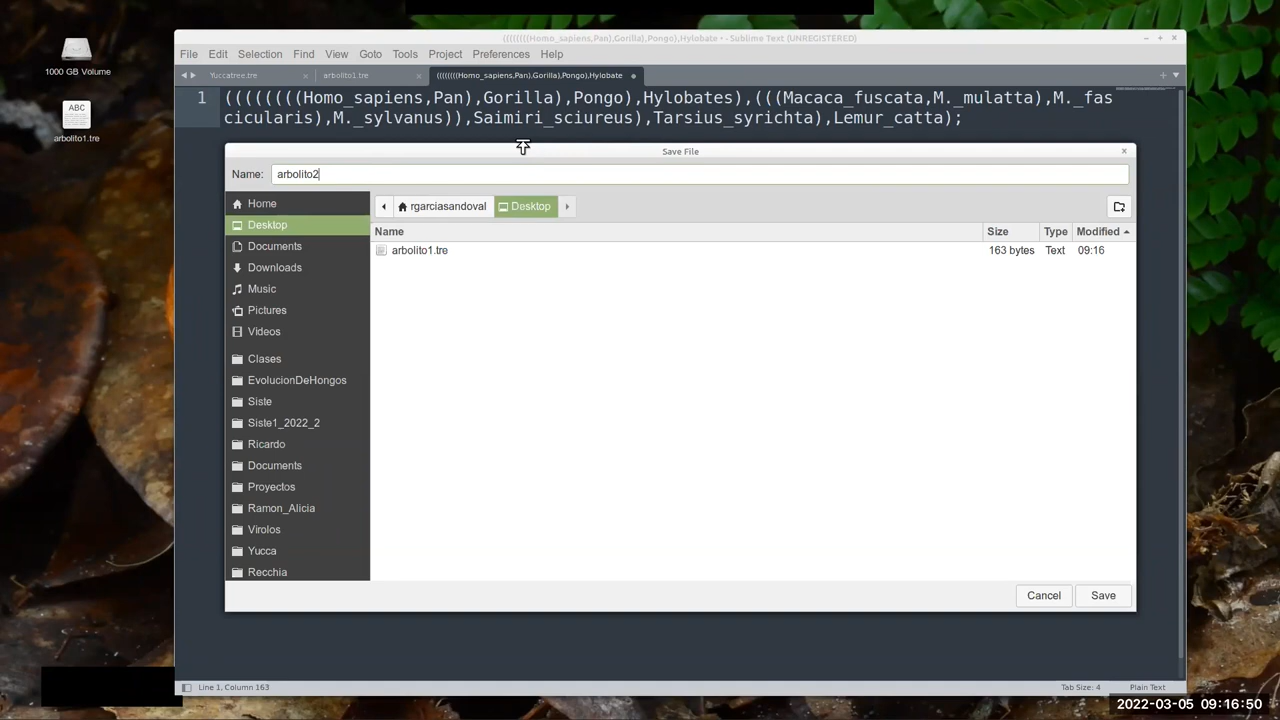 1000 GB Volume
ABC
arbolito1.tre
((((((((Homo_sapiens,Pan),Gorilla),Pongo),Hylobate • - Sublime Text (UNREGISTERED)
File Edit Selection Find View Goto Tools Project Preferences Help
Yuccatree.tre
arbolito1.tre
((((((((Homo_sapiens,Pan),Gorilla),Pongo),Hylobate
1
((((((((Homo_sapiens,Pan),Gorilla),Pongo),Hylobates),(((Macaca_fuscata,M._mulatta),M._fas
cicularis),M._sylvanus)),Saimiri_sciureus),Tarsius_syrichta),Lemur_catta);
Save File
Name: arbolito2
rgarciasandoval Desktop
Name Size Type Modified
arbolito1.tre 163 bytes Text 09:16
Home
Desktop
Documents
Downloads
Music
Pictures
Videos
Clases
EvolucionDeHongos
Siste
Siste1_2022_2
Ricardo
Documents
Proyectos
Ramon_Alicia
Virolos
Yucca
Recchia
Cancel Save
Line 1, Column 163
Tab Size: 4 Plain Text
2022-03-05 09:16:50